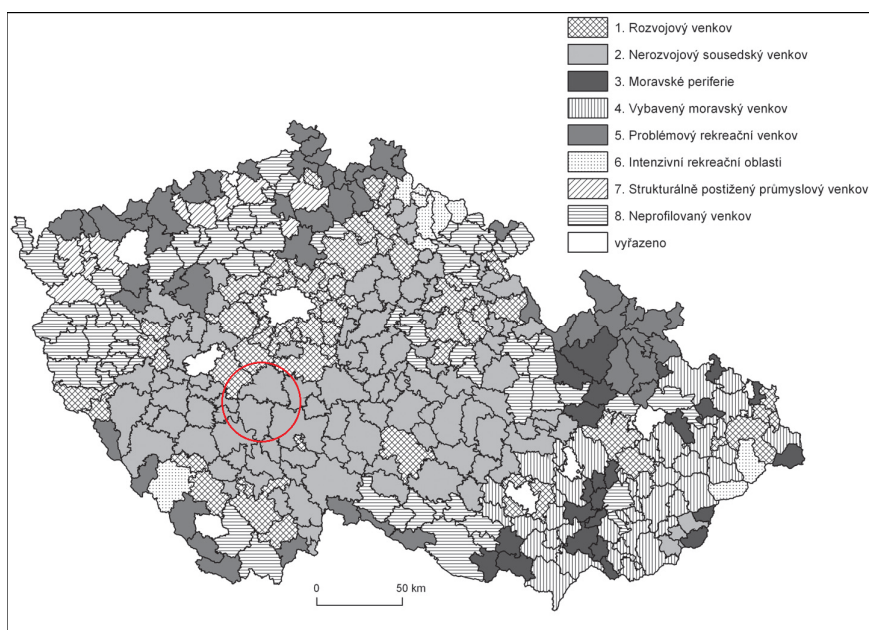 1. Rozvojový venkov
2. Nerozvojový sousedský venkov
3. Moravské periferie
4. Vybavený moravský venkov
5. Problémový rekreační venkov
6. Intenzivní rekreační oblasti
7. Strukturálně postižený průmyslový venkov
8. Neprofilovaný venkov
vyřazeno
0 50 km